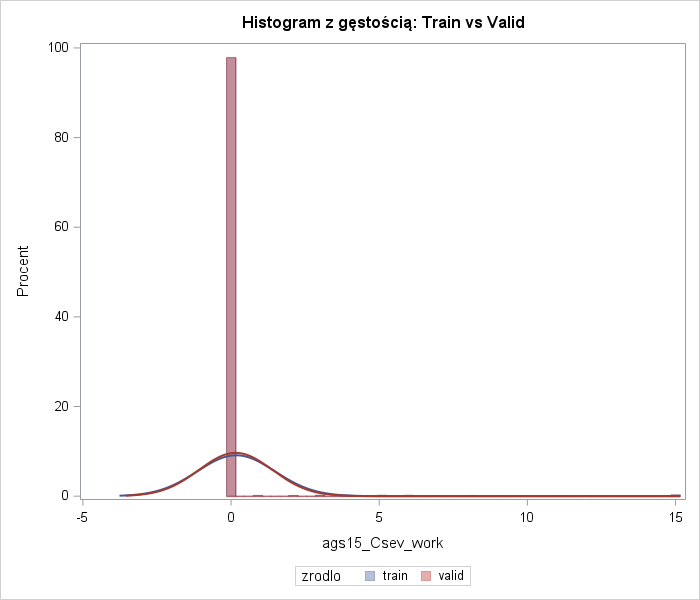 Histogram z gęstością: Train vs Valid
100
80
60
40
20
0
Procent
-5 0 5 10 15
ags15_Csev_work
zrodlo train valid